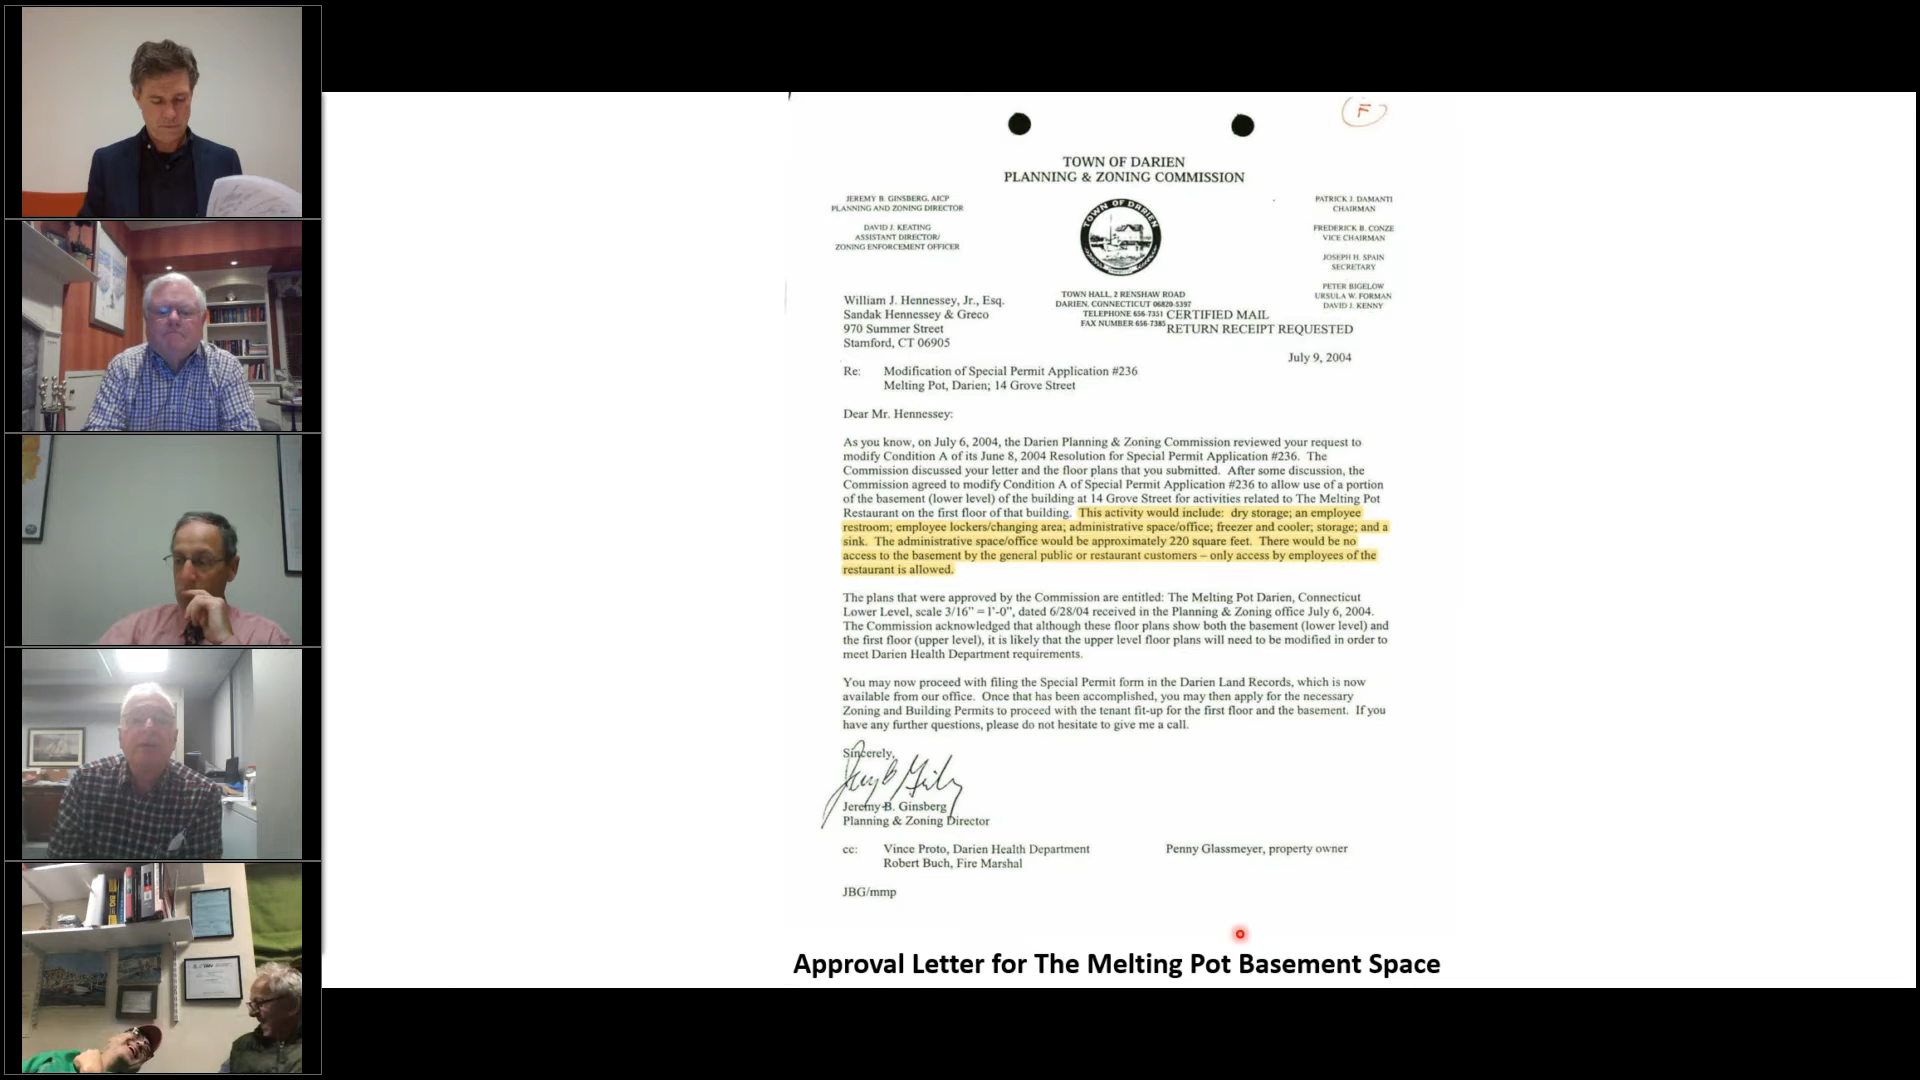 F
TOWN OF DARIEN
PLANNING & ZONING COMMISSION
JEREMY B. GINSBERG, AICP
PLANNING AND ZONING DIRECTOR
DAVID J. KEATING
ASSISTANT DIRECTOR/
ZONING ENFORCEMENT OFFICER
TOWN OF DARIEN
PATRICK J. DAMANTI
CHAIRMAN
FREDERICK B. CONZE
VICE CHAIRMAN
JOSEPH H. SPAIN
SECRETARY
PETER BIGELOW
URSULA W. FORMAN
DAVID J. KENNY
TOWN HALL, 2 RENSHAW ROAD
DARIEN, CONNECTICUT 06820-5397
TELEPHONE 656-7351
FAX NUMBER 656-7385
CERTIFIED MAIL
RETURN RECEIPT REQUESTED
William J. Hennessey, Jr., Esq.
Sandak Hennessey & Greco
970 Summer Street
Stamford, CT 06905
July 9, 2004
Re: Modification of Special Permit Application #236
Melting Pot, Darien; 14 Grove Street
Dear Mr. Hennessey:
As you know, on July 6, 2004, the Darien Planning & Zoning Commission reviewed your request to
modify Condition A of its June 8, 2004 Resolution for Special Permit Application #236. The
Commission discussed your letter and the floor plans that you submitted. After some discussion, the
Commission agreed to modify Condition A of Special Permit Application #236 to allow use of a portion
of the basement (lower level) of the building at 14 Grove Street for activities related to The Melting Pot
Restaurant on the first floor of that building. This activity would include: dry storage; an employee
restroom; employee lockers/changing area; administrative space/office; freezer and cooler; storage; and a
sink. The administrative space/office would be approximately 220 square feet. There would be no
access to the basement by the general public or restaurant customers – only access by employees of the
restaurant is allowed.
The plans that were approved by the Commission are entitled: The Melting Pot Darien, Connecticut
Lower Level, scale 3/16" = 1'-0", dated 6/28/04 received in the Planning & Zoning office July 6, 2004.
The Commission acknowledged that although these floor plans show both the basement (lower level) and
the first floor (upper level), it is likely that the upper level floor plans will need to be modified in order to
meet Darien Health Department requirements.
You may now proceed with filing the Special Permit form in the Darien Land Records, which is now
available from our office. Once that has been accomplished, you may then apply for the necessary
Zoning and Building Permits to proceed with the tenant fit-up for the first floor and the basement. If you
have any further questions, please do not hesitate to give me a call.
Sincerely,
Jeremy B. Ginsberg
Planning & Zoning Director
cc: Vince Proto, Darien Health Department
Robert Buch, Fire Marshal
Penny Glassmeyer, property owner
JBG/mmp
Approval Letter for The Melting Pot Basement Space